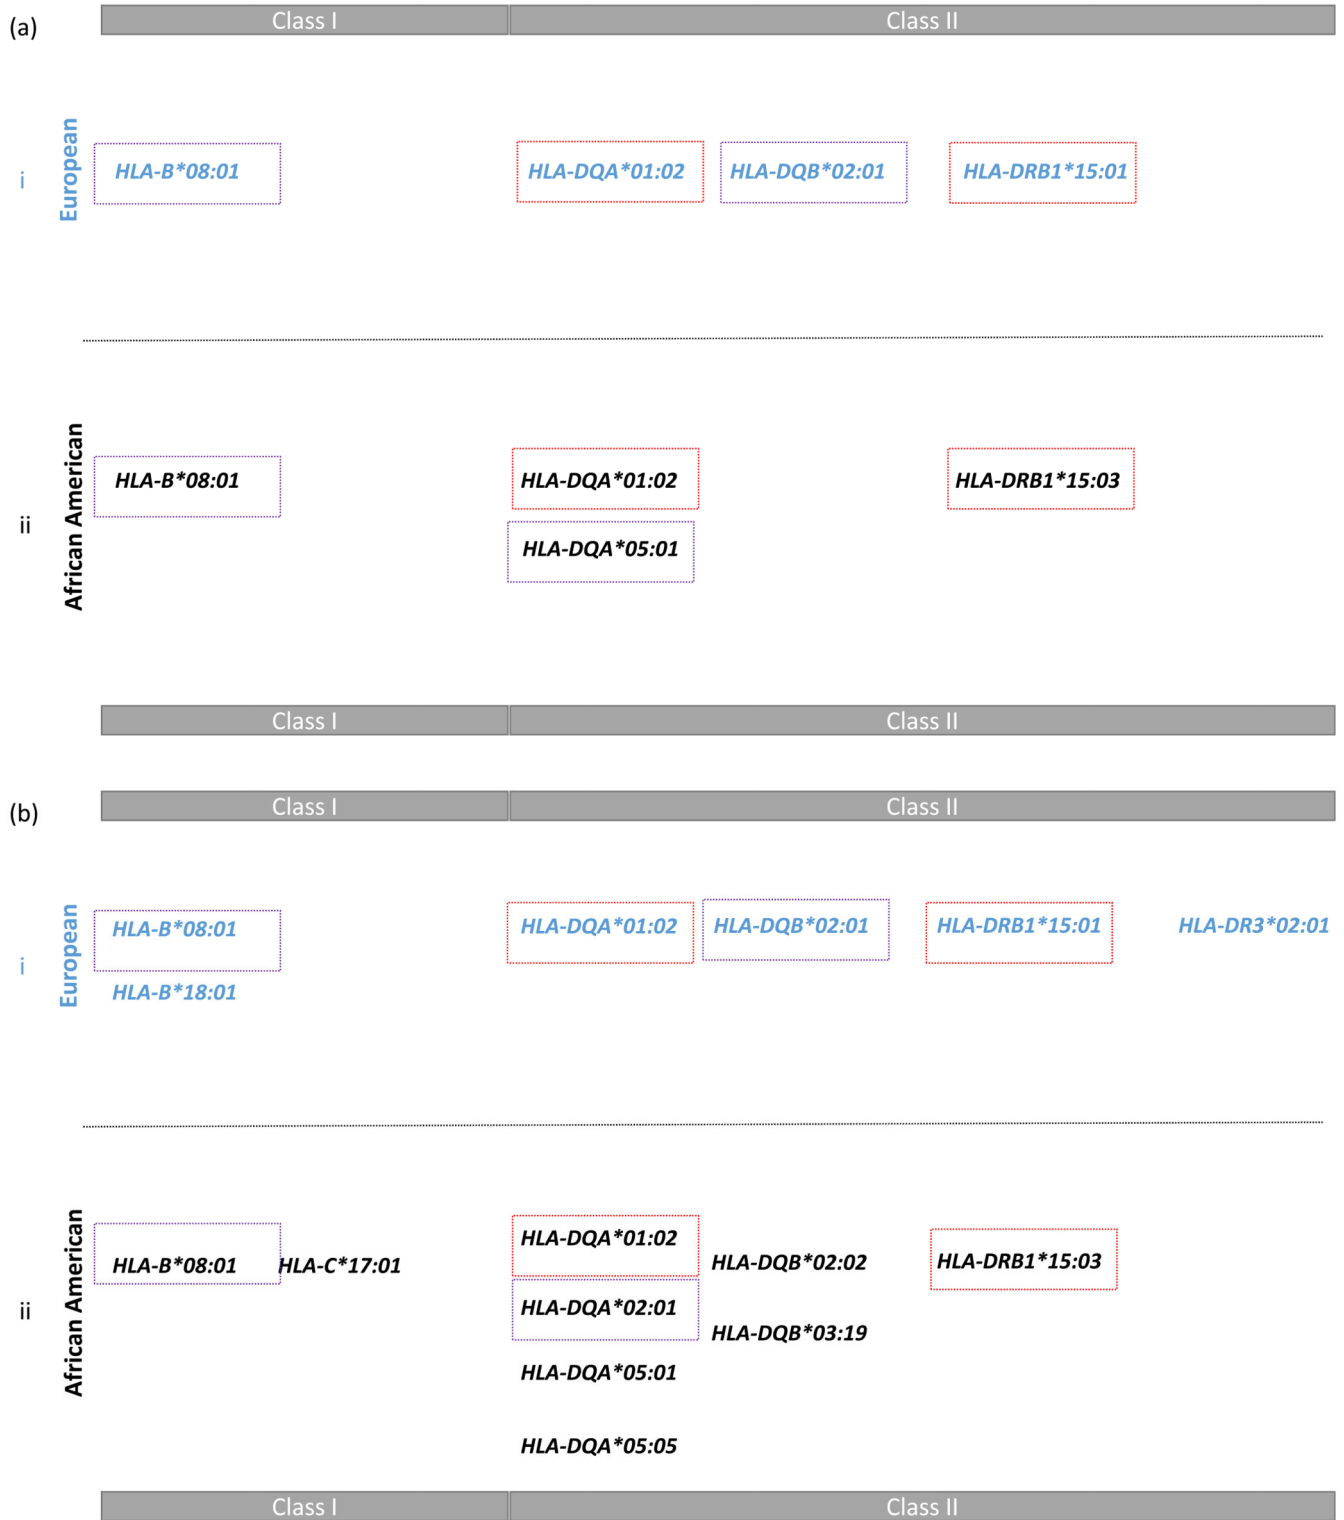 (a)
Class I Class II
i European
HLA-B*08:01 HLA-DQA*01:02 HLA-DQB*02:01 HLA-DRB1*15:01
ii African American
HLA-B*08:01 HLA-DQA*01:02 HLA-DRB1*15:03
HLA-DQA*05:01
Class I Class II
(b)
Class I Class II
i European
HLA-B*08:01 HLA-DQA*01:02 HLA-DQB*02:01 HLA-DRB1*15:01 HLA-DR3*02:01
HLA-B*18:01
ii African American
HLA-B*08:01 HLA-C*17:01 HLA-DQA*01:02 HLA-DQB*02:02 HLA-DRB1*15:03
HLA-DQA*02:01 HLA-DQB*03:19
HLA-DQA*05:01
HLA-DQA*05:05
Class I Class II